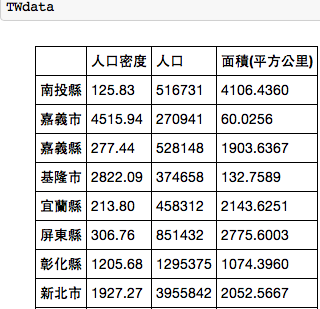 TWdata
人口密度 人口 面積(平方公里)
南投縣 125.83 516731 4106.4360
嘉義市 4515.94 270941 60.0256
嘉義縣 277.44 528148 1903.6367
基隆市 2822.09 374658 132.7589
宜蘭縣 213.80 458312 2143.6251
屏東縣 306.76 851432 2775.6003
彰化縣 1205.68 1295375 1074.3960
新北市 1927.27 3955842 2052.5667